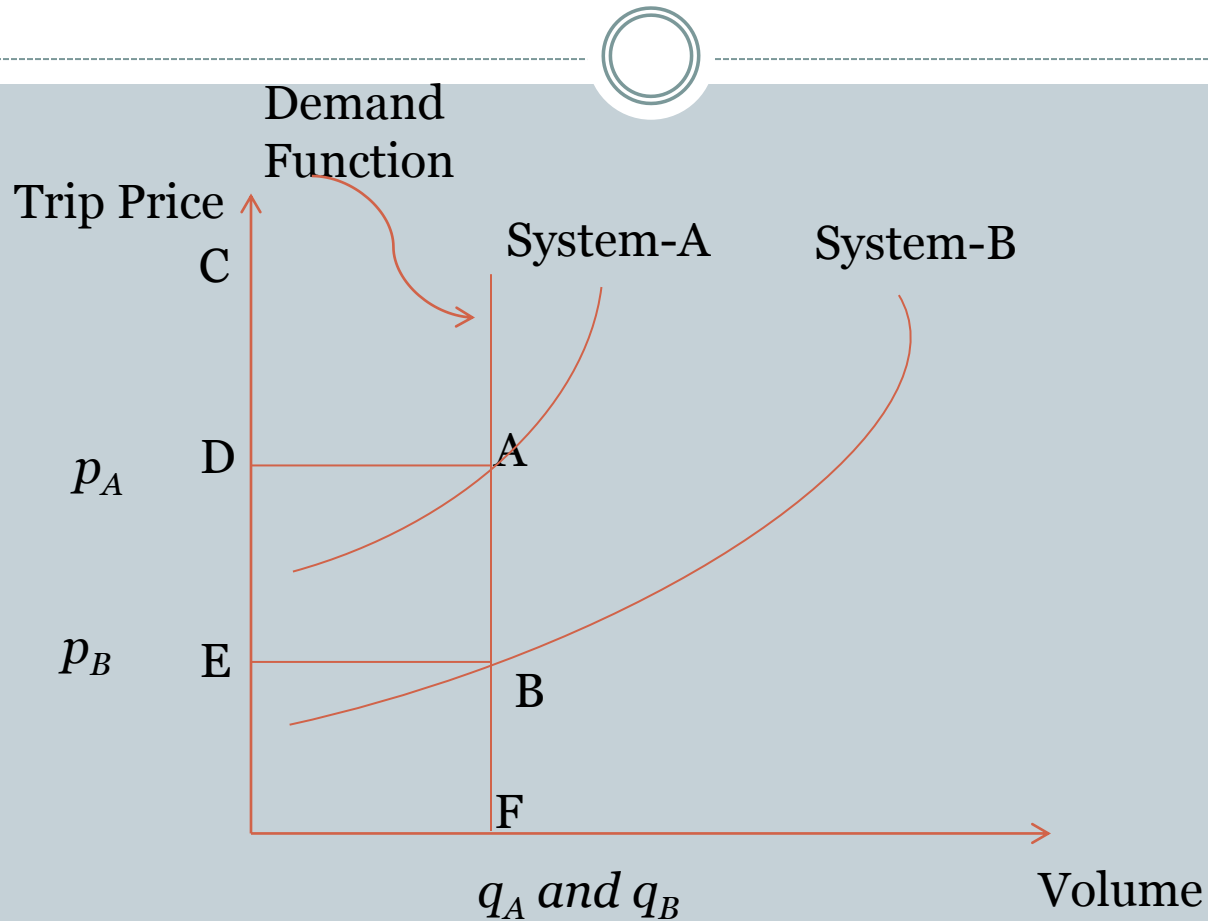 Demand
Function
Trip Price
System-A
System-B
C
D
A
p_A
p_B
E
B
F
q_A and q_B
Volume